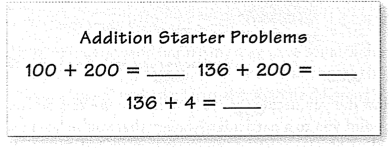 Addition Starter Problems
100 + 200 = ____ 136 + 200 = ____
136 + 4 = ____